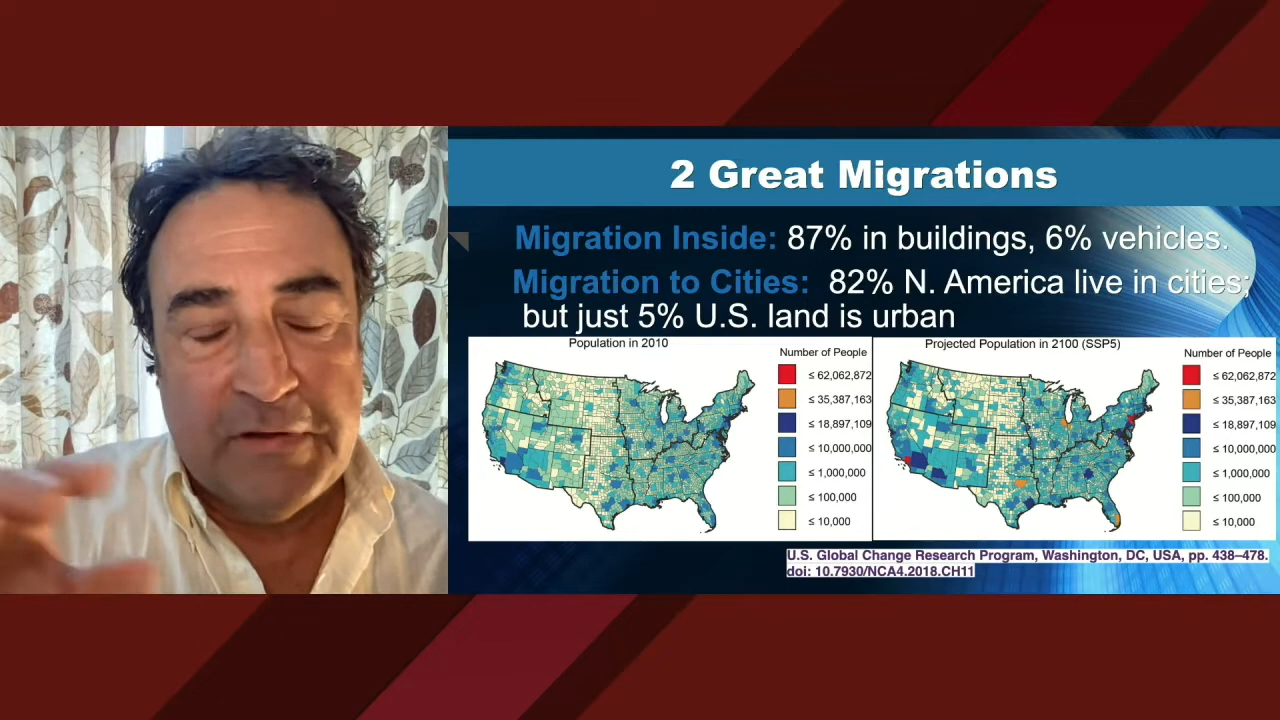 2 Great Migrations
Migration Inside: 87% in buildings, 6% vehicles.
Migration to Cities: 82% N. America live in cities;
but just 5% U.S. land is urban
Population in 2010
Number of People
≤ 62,062,872
≤ 35,387,163
≤ 18,897,109
≤ 10,000,000
≤ 1,000,000
≤ 100,000
≤ 10,000
Projected Population in 2100 (SSP5)
Number of People
≤ 62,062,872
≤ 35,387,163
≤ 18,897,109
≤ 10,000,000
≤ 1,000,000
≤ 100,000
≤ 10,000
U.S. Global Change Research Program, Washington, DC, USA, pp. 438–478.
doi: 10.7930/NCA4.2018.CH11